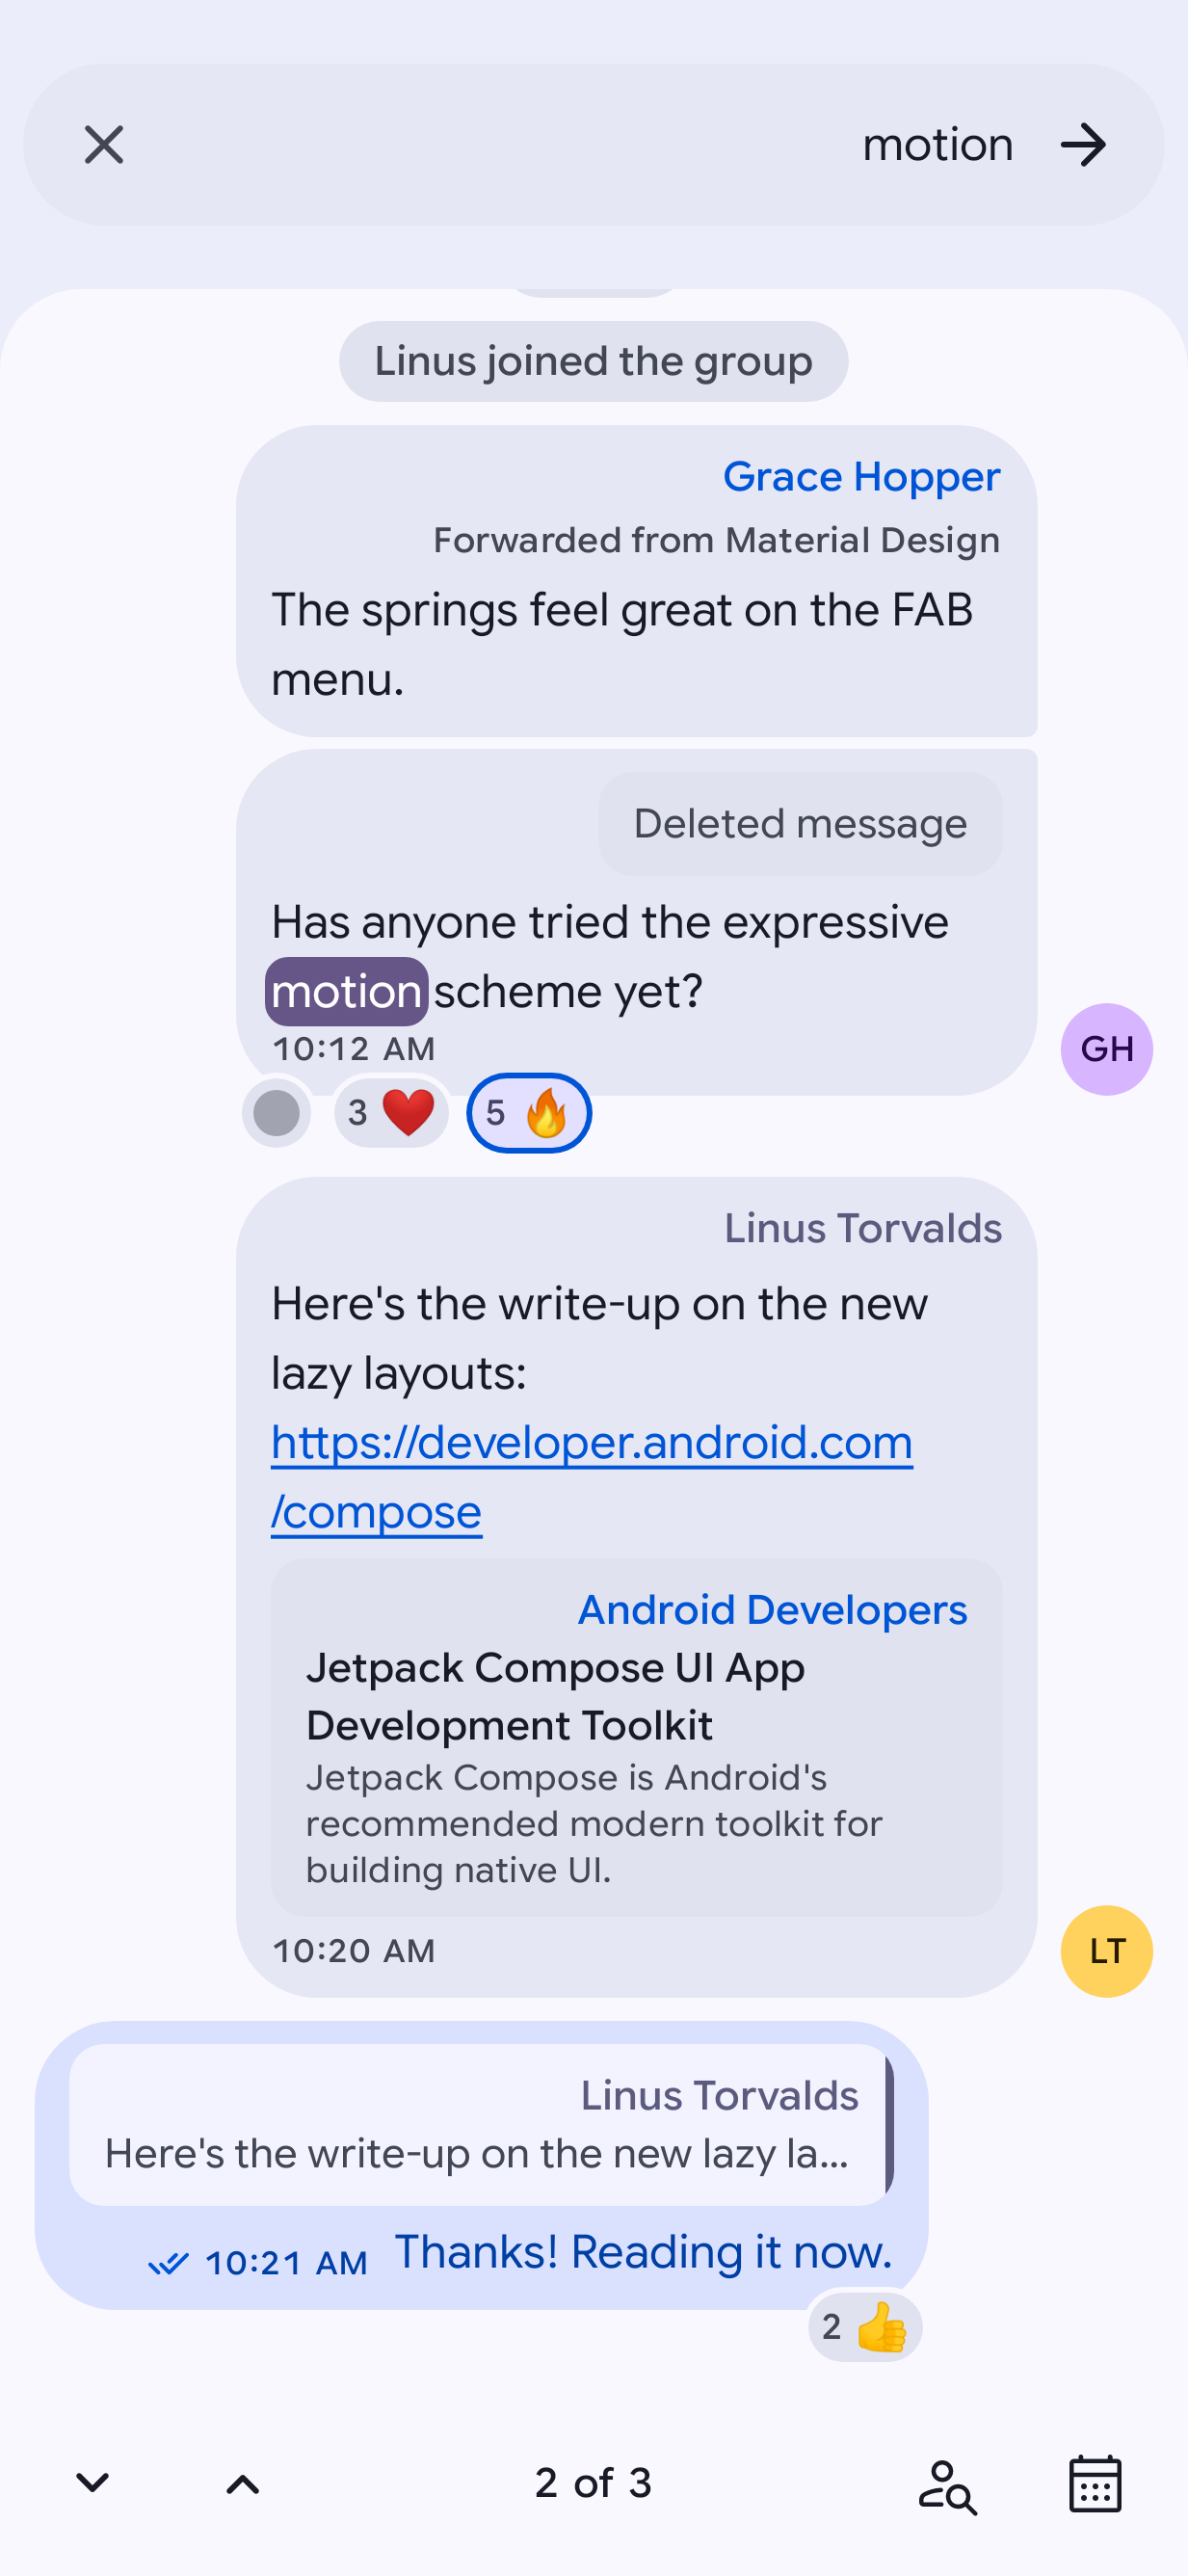 motion
Linus joined the group
Grace Hopper
Forwarded from Material Design
The springs feel great on the FAB
menu.
Deleted message
Has anyone tried the expressive
motion scheme yet?
10:12 AM
GH
3 ❤️
5 🔥
Linus Torvalds
Here's the write-up on the new
lazy layouts:
https://developer.android.com
/compose
Android Developers
Jetpack Compose UI App
Development Toolkit
Jetpack Compose is Android's
recommended modern toolkit for
building native UI.
10:20 AM
LT
Linus Torvalds
Here's the write-up on the new lazy la...
Thanks! Reading it now.
10:21 AM
2 👍
2 of 3